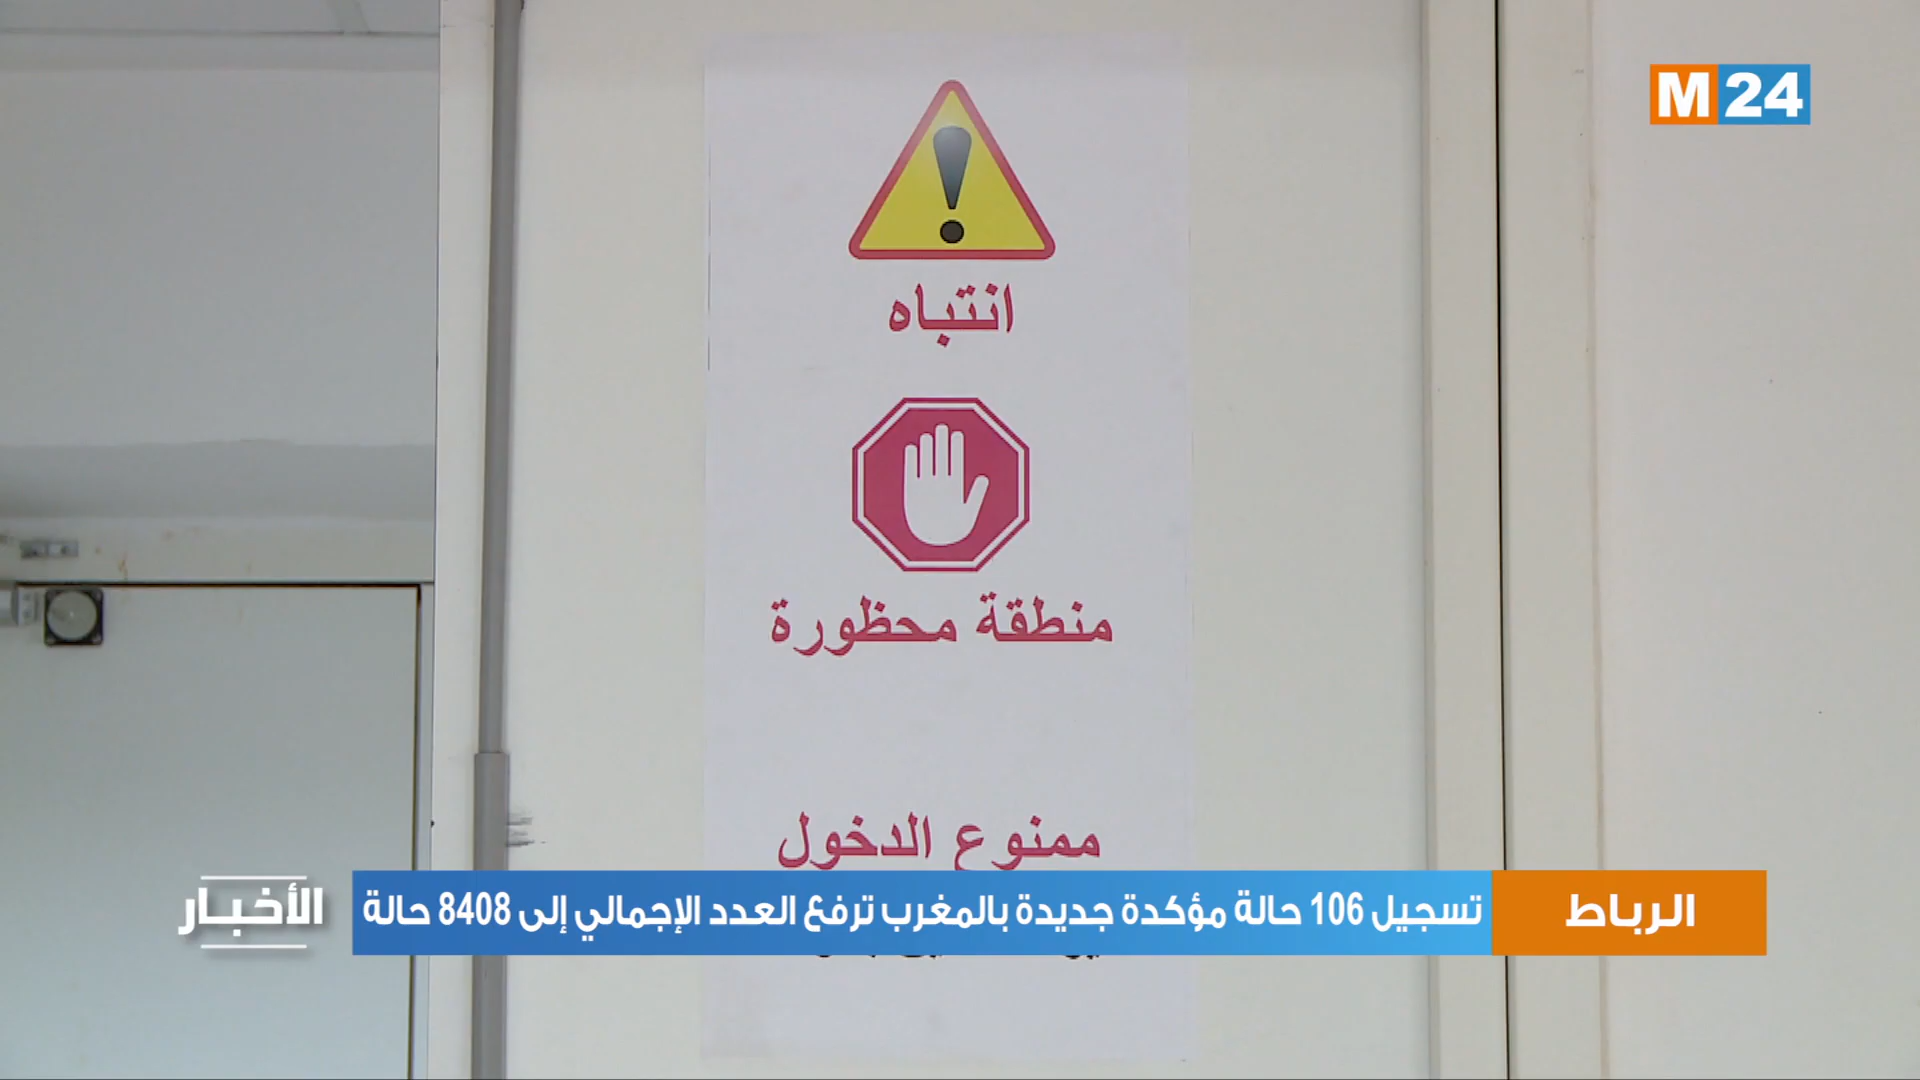 M24
انتباه
منطقة محظورة
ممنوع الدخول
الرباط
تسجيل 106 حالة مؤكدة جديدة بالمغرب ترفع العدد الإجمالي إلى 8408 حالة
الأخبار